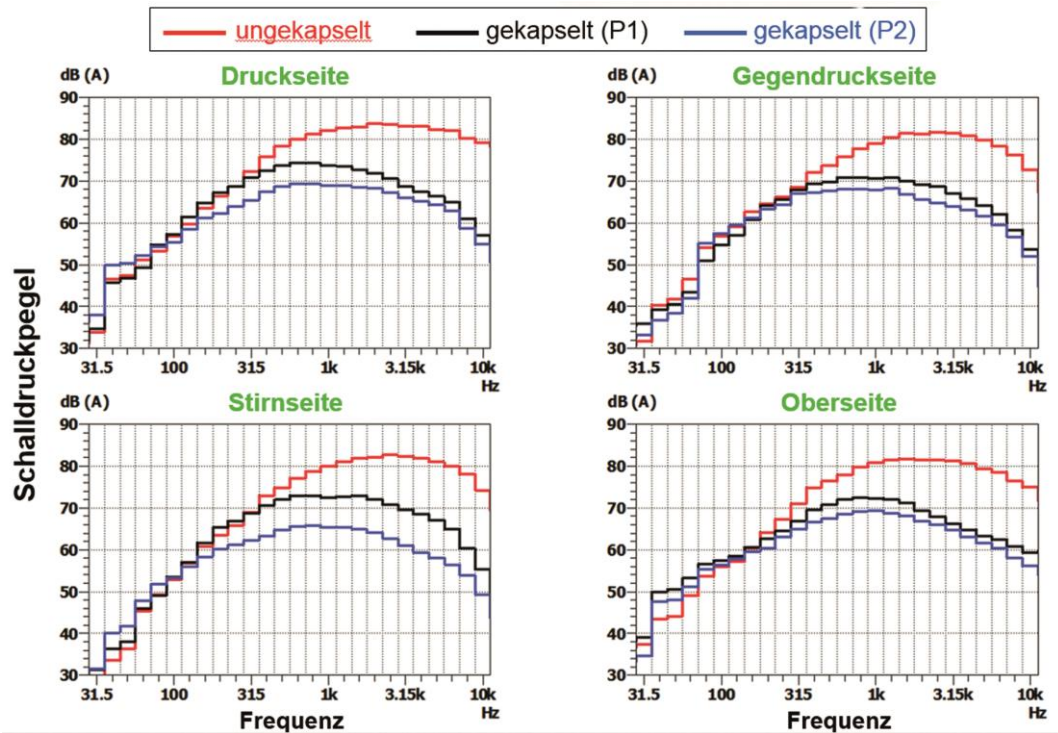 ungekapselt gekapselt (P1) gekapselt (P2)
dB (A) Druckseite
90
80
70
60
50
40
30
31.5 100 315 1k 3.15k 10k
Hz
dB (A) Gegendruckseite
90
80
70
60
50
40
30
31.5 100 315 1k 3.15k 10k
Hz
Schalldruckpegel
dB (A) Stirnseite
90
80
70
60
50
40
30
31.5 100 315 1k 3.15k 10k
Frequenz Hz
dB (A) Oberseite
90
80
70
60
50
40
30
31.5 100 315 1k 3.15k 10k
Frequenz Hz